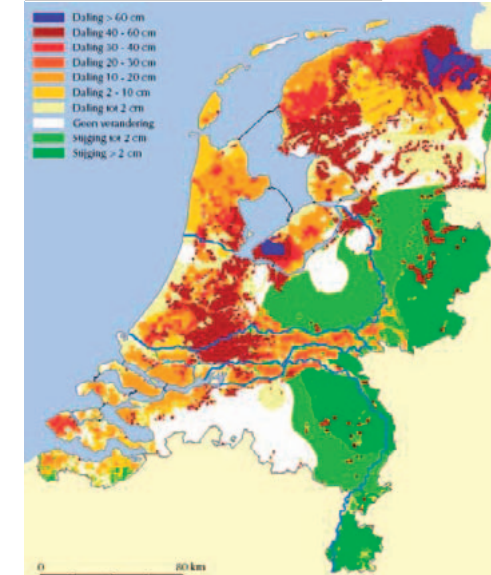 Daling > 60 cm
Daling 40 - 60 cm
Daling 30 - 40 cm
Daling 20 - 30 cm
Daling 10 - 20 cm
Daling 2 - 10 cm
Daling tot 2 cm
Geen verandering
Stijging tot 2 cm
Stijging > 2 cm
0 80 km